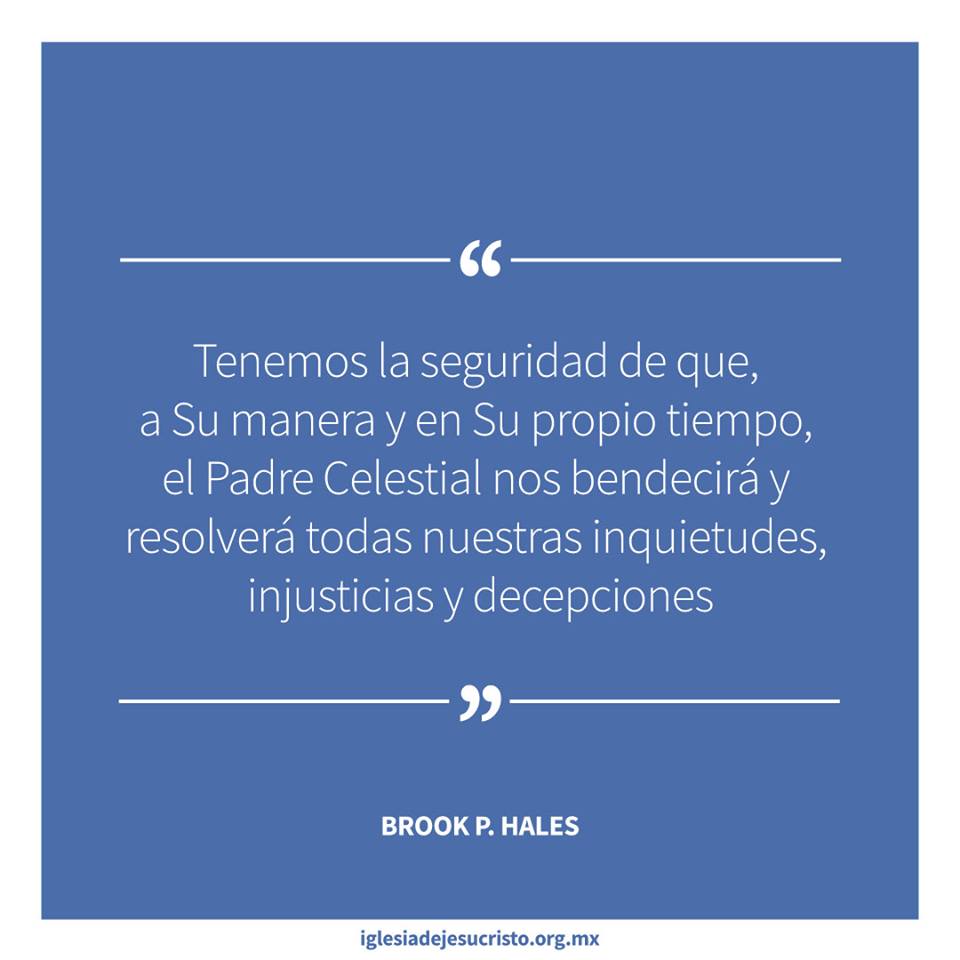 “
Tenemos la seguridad de que,
a Su manera y en Su propio tiempo,
el Padre Celestial nos bendecirá y
resolverá todas nuestras inquietudes,
injusticias y decepciones
”
BROOK P. HALES
iglesiadejesucristo.org.mx